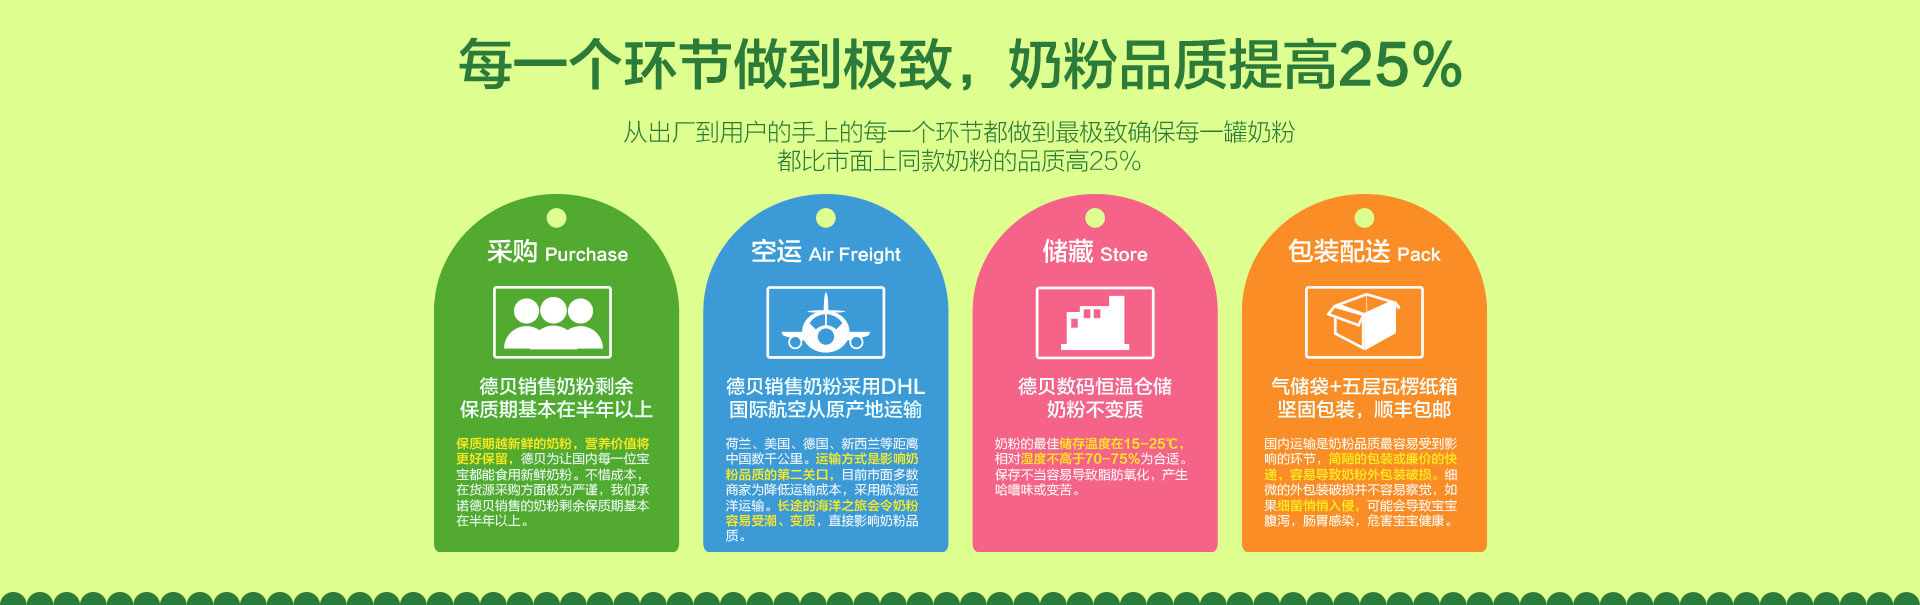 每一个环节做到极致，奶粉品质提高25%
从出厂到用户的手上的每一个环节都做到最极致确保每一罐奶粉
都比市面上同款奶粉的品质高25%
采购 Purchase
德贝销售奶粉剩余
保质期基本在半年以上
保质期越新鲜的奶粉，营养价值将
更好保留，德贝为让国内每一位宝
宝都能食用新鲜奶粉。不惜成本，
在货源采购方面极为严谨，我们承
诺德贝销售的奶粉剩余保质期基本
在半年以上。
空运 Air Freight
德贝销售奶粉采用DHL
国际航空从原产地运输
荷兰、美国、德国、新西兰等距离
中国数千公里。运输方式是影响奶
粉品质的第二关口，目前市面多数
商家为降低运输成本，采用航海远
洋运输。长途的海洋之旅会令奶粉
容易受潮、变质，直接影响奶粉品
质。
储藏 Store
德贝数码恒温仓储
奶粉不变质
奶粉的最佳储存温度在15-25℃，
相对湿度不高于70-75%为合适。
保存不当容易导致脂肪氧化，产生
哈嘈味或变苦。
包装配送 Pack
气储袋+五层瓦楞纸箱
坚固包装，顺丰包邮
国内运输是奶粉品质最容易受到影
响的环节，简陋的包装或廉价的快
递，容易导致奶粉外包装破损。细
微的外包装破损并不容易察觉，如
果细菌悄悄入侵，可能会导致宝宝
腹泻，肠胃感染，危害宝宝健康。